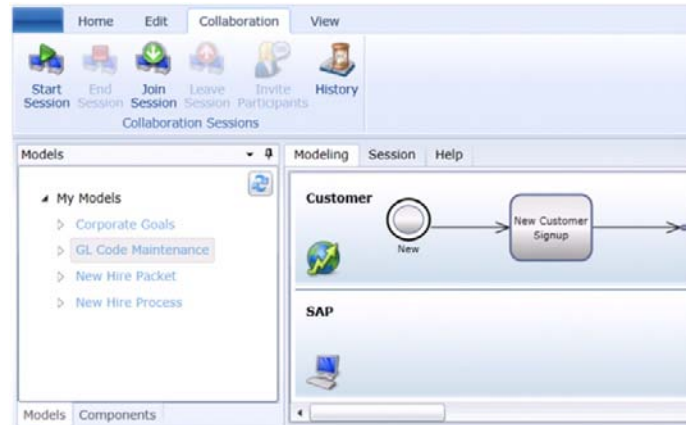 Home Edit Collaboration View
Start Session
End Session
Join Session
Leave Session
Invite Participants
History
Collaboration Sessions
Models
My Models
Corporate Goals
GL Code Maintenance
New Hire Packet
New Hire Process
Models Components
Modeling Session Help
Customer
New
New Customer
Signup
SAP